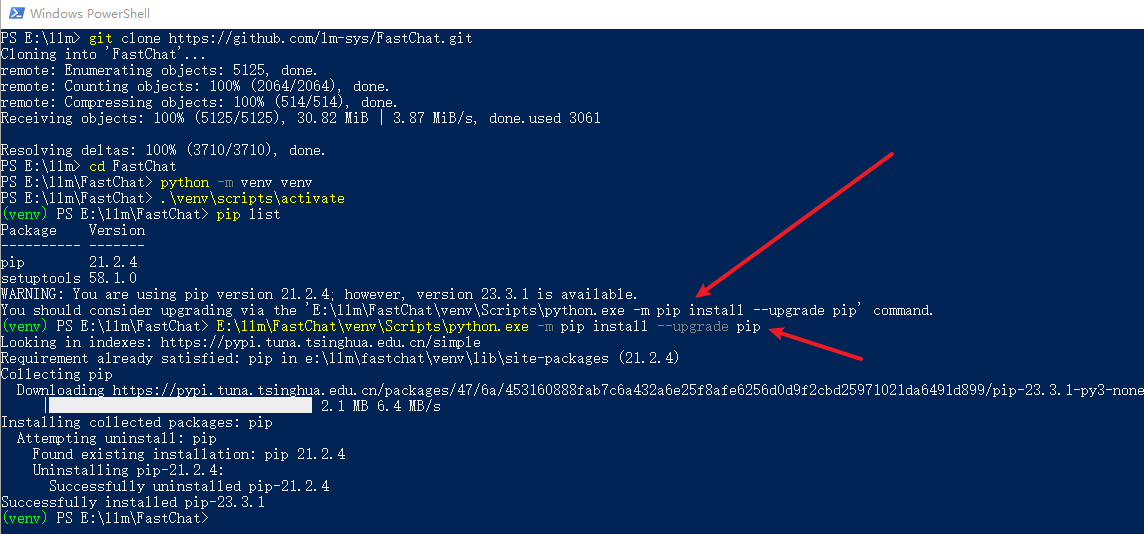 Windows PowerShell
PS E:\llm> git clone https://github.com/lm-sys/FastChat.git
Cloning into 'FastChat'...
remote: Enumerating objects: 5125, done.
remote: Counting objects: 100% (2064/2064), done.
remote: Compressing objects: 100% (514/514), done.
Receiving objects: 100% (5125/5125), 30.82 MiB | 3.87 MiB/s, done.used 3061
Resolving deltas: 100% (3710/3710), done.
PS E:\llm> cd FastChat
PS E:\llm\FastChat> python -m venv venv
PS E:\llm\FastChat> .\venv\scripts\activate
(venv) PS E:\llm\FastChat> pip list
Package    Version
---------- -------
pip        21.2.4
setuptools 58.1.0
WARNING: You are using pip version 21.2.4; however, version 23.3.1 is available.
You should consider upgrading via the 'E:\llm\FastChat\venv\Scripts\python.exe -m pip install --upgrade pip' command.
(venv) PS E:\llm\FastChat> E:\llm\FastChat\venv\Scripts\python.exe -m pip install --upgrade pip
Looking in indexes: https://pypi.tuna.tsinghua.edu.cn/simple
Requirement already satisfied: pip in e:\llm\fastchat\venv\lib\site-packages (21.2.4)
Collecting pip
  Downloading https://pypi.tuna.tsinghua.edu.cn/packages/47/6a/453160888fab7c6a432a6e25f8afe6256d0d9f2cbd25971021da6491d899/pip-23.3.1-py3-none
     | 2.1 MB 6.4 MB/s
Installing collected packages: pip
  Attempting uninstall: pip
    Found existing installation: pip 21.2.4
    Uninstalling pip-21.2.4:
      Successfully uninstalled pip-21.2.4
Successfully installed pip-23.3.1
(venv) PS E:\llm\FastChat>